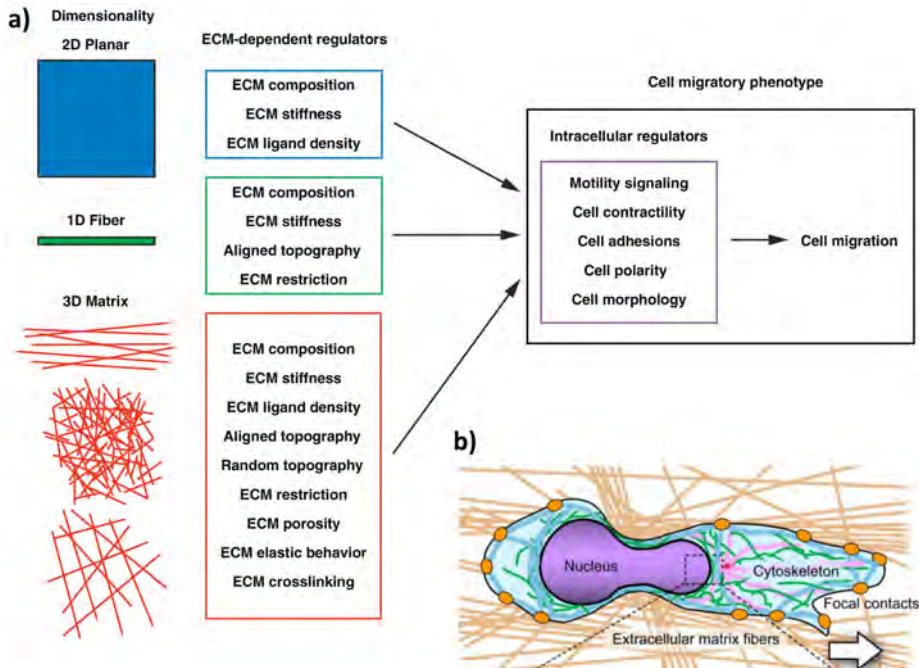 a)
Dimensionality
2D Planar
ECM-dependent regulators
ECM composition
ECM stiffness
ECM ligand density
1D Fiber
ECM composition
ECM stiffness
Aligned topography
ECM restriction
3D Matrix
ECM composition
ECM stiffness
ECM ligand density
Aligned topography
Random topography
ECM restriction
ECM porosity
ECM elastic behavior
ECM crosslinking
Cell migratory phenotype
Intracellular regulators
Motility signaling
Cell contractility
Cell adhesions
Cell polarity
Cell morphology
Cell migration
b)
Nucleus
Cytoskeleton
Focal contacts
Extracellular matrix fibers